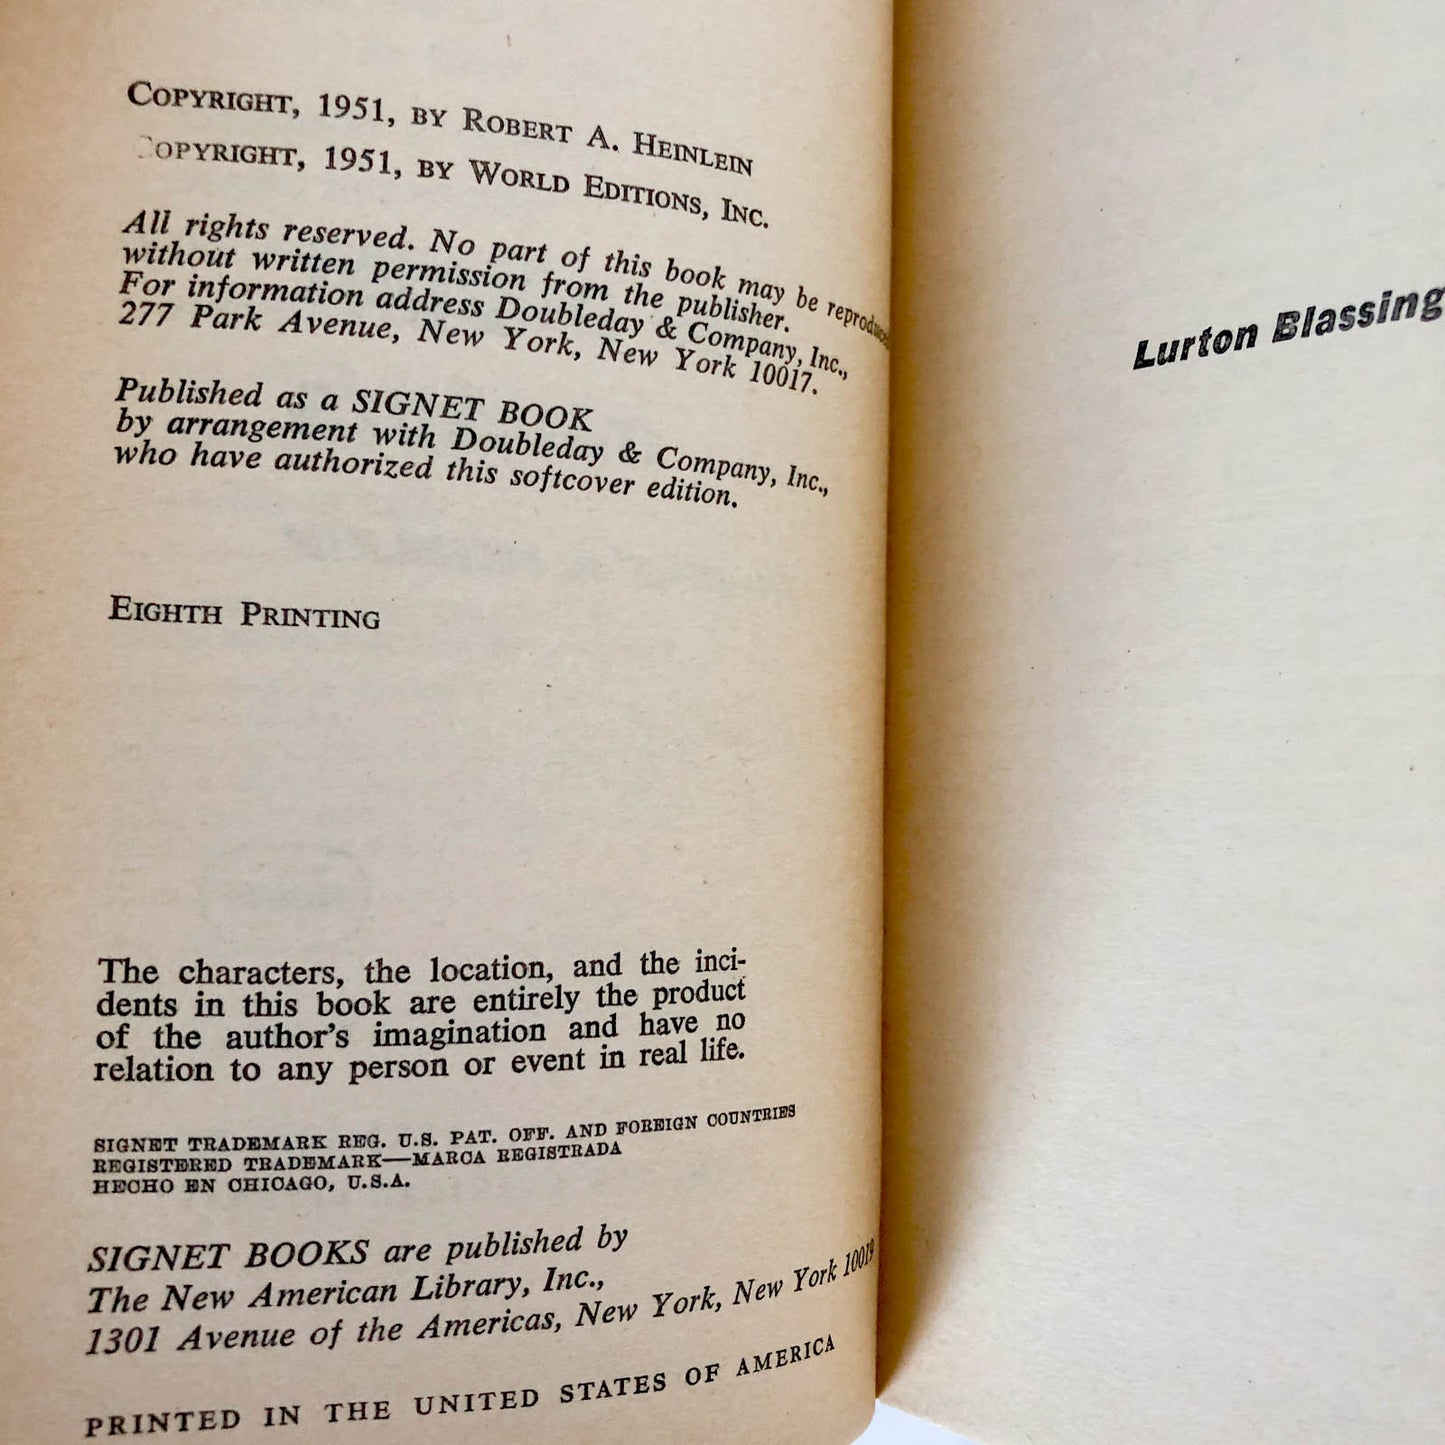 COPYRIGHT, 1951, BY ROBERT A. HEINLEIN
COPYRIGHT, 1951, BY WORLD EDITIONS, INC.
All rights reserved. No part of this book may be reproduced
without written permission from the publisher.
For information address Doubleday & Company, Inc.,
277 Park Avenue, New York, New York 10017.
Published as a SIGNET BOOK
by arrangement with Doubleday & Company, Inc.,
who have authorized this softcover edition.
EIGHTH PRINTING
The characters, the location, and the inci-
dents in this book are entirely the product
of the author's imagination and have no
relation to any person or event in real life.
SIGNET TRADEMARK REG. U.S. PAT. OFF. AND FOREIGN COUNTRIES
REGISTERED TRADEMARK—MARCA REGISTRADA
HECHO EN CHICAGO, U.S.A.
SIGNET BOOKS are published by
The New American Library, Inc.,
1301 Avenue of the Americas, New York, New York 10019
PRINTED IN THE UNITED STATES OF AMERICA
Lurton Blassing